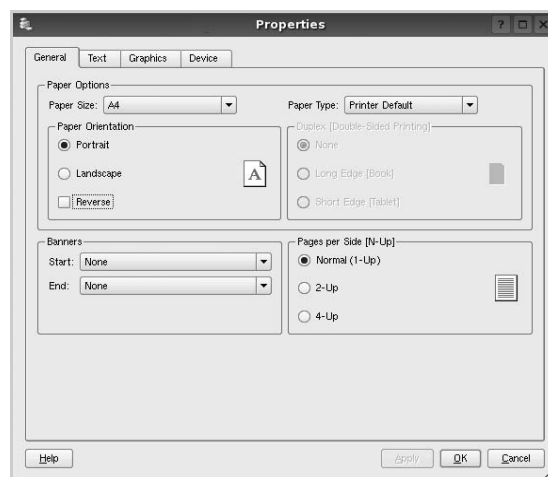 Properties
General Text Graphics Device
Paper Options
Paper Size: A4
Paper Type: Printer Default
Paper Orientation
Portrait
Landscape
Reverse
A
Duplex [Double-Sided Printing]
None
Long Edge [Book]
Short Edge [Tablet]
Banners
Start: None
End: None
Pages per Side [N-Up]
Normal (1-Up)
2-Up
4-Up
Help Apply OK Cancel